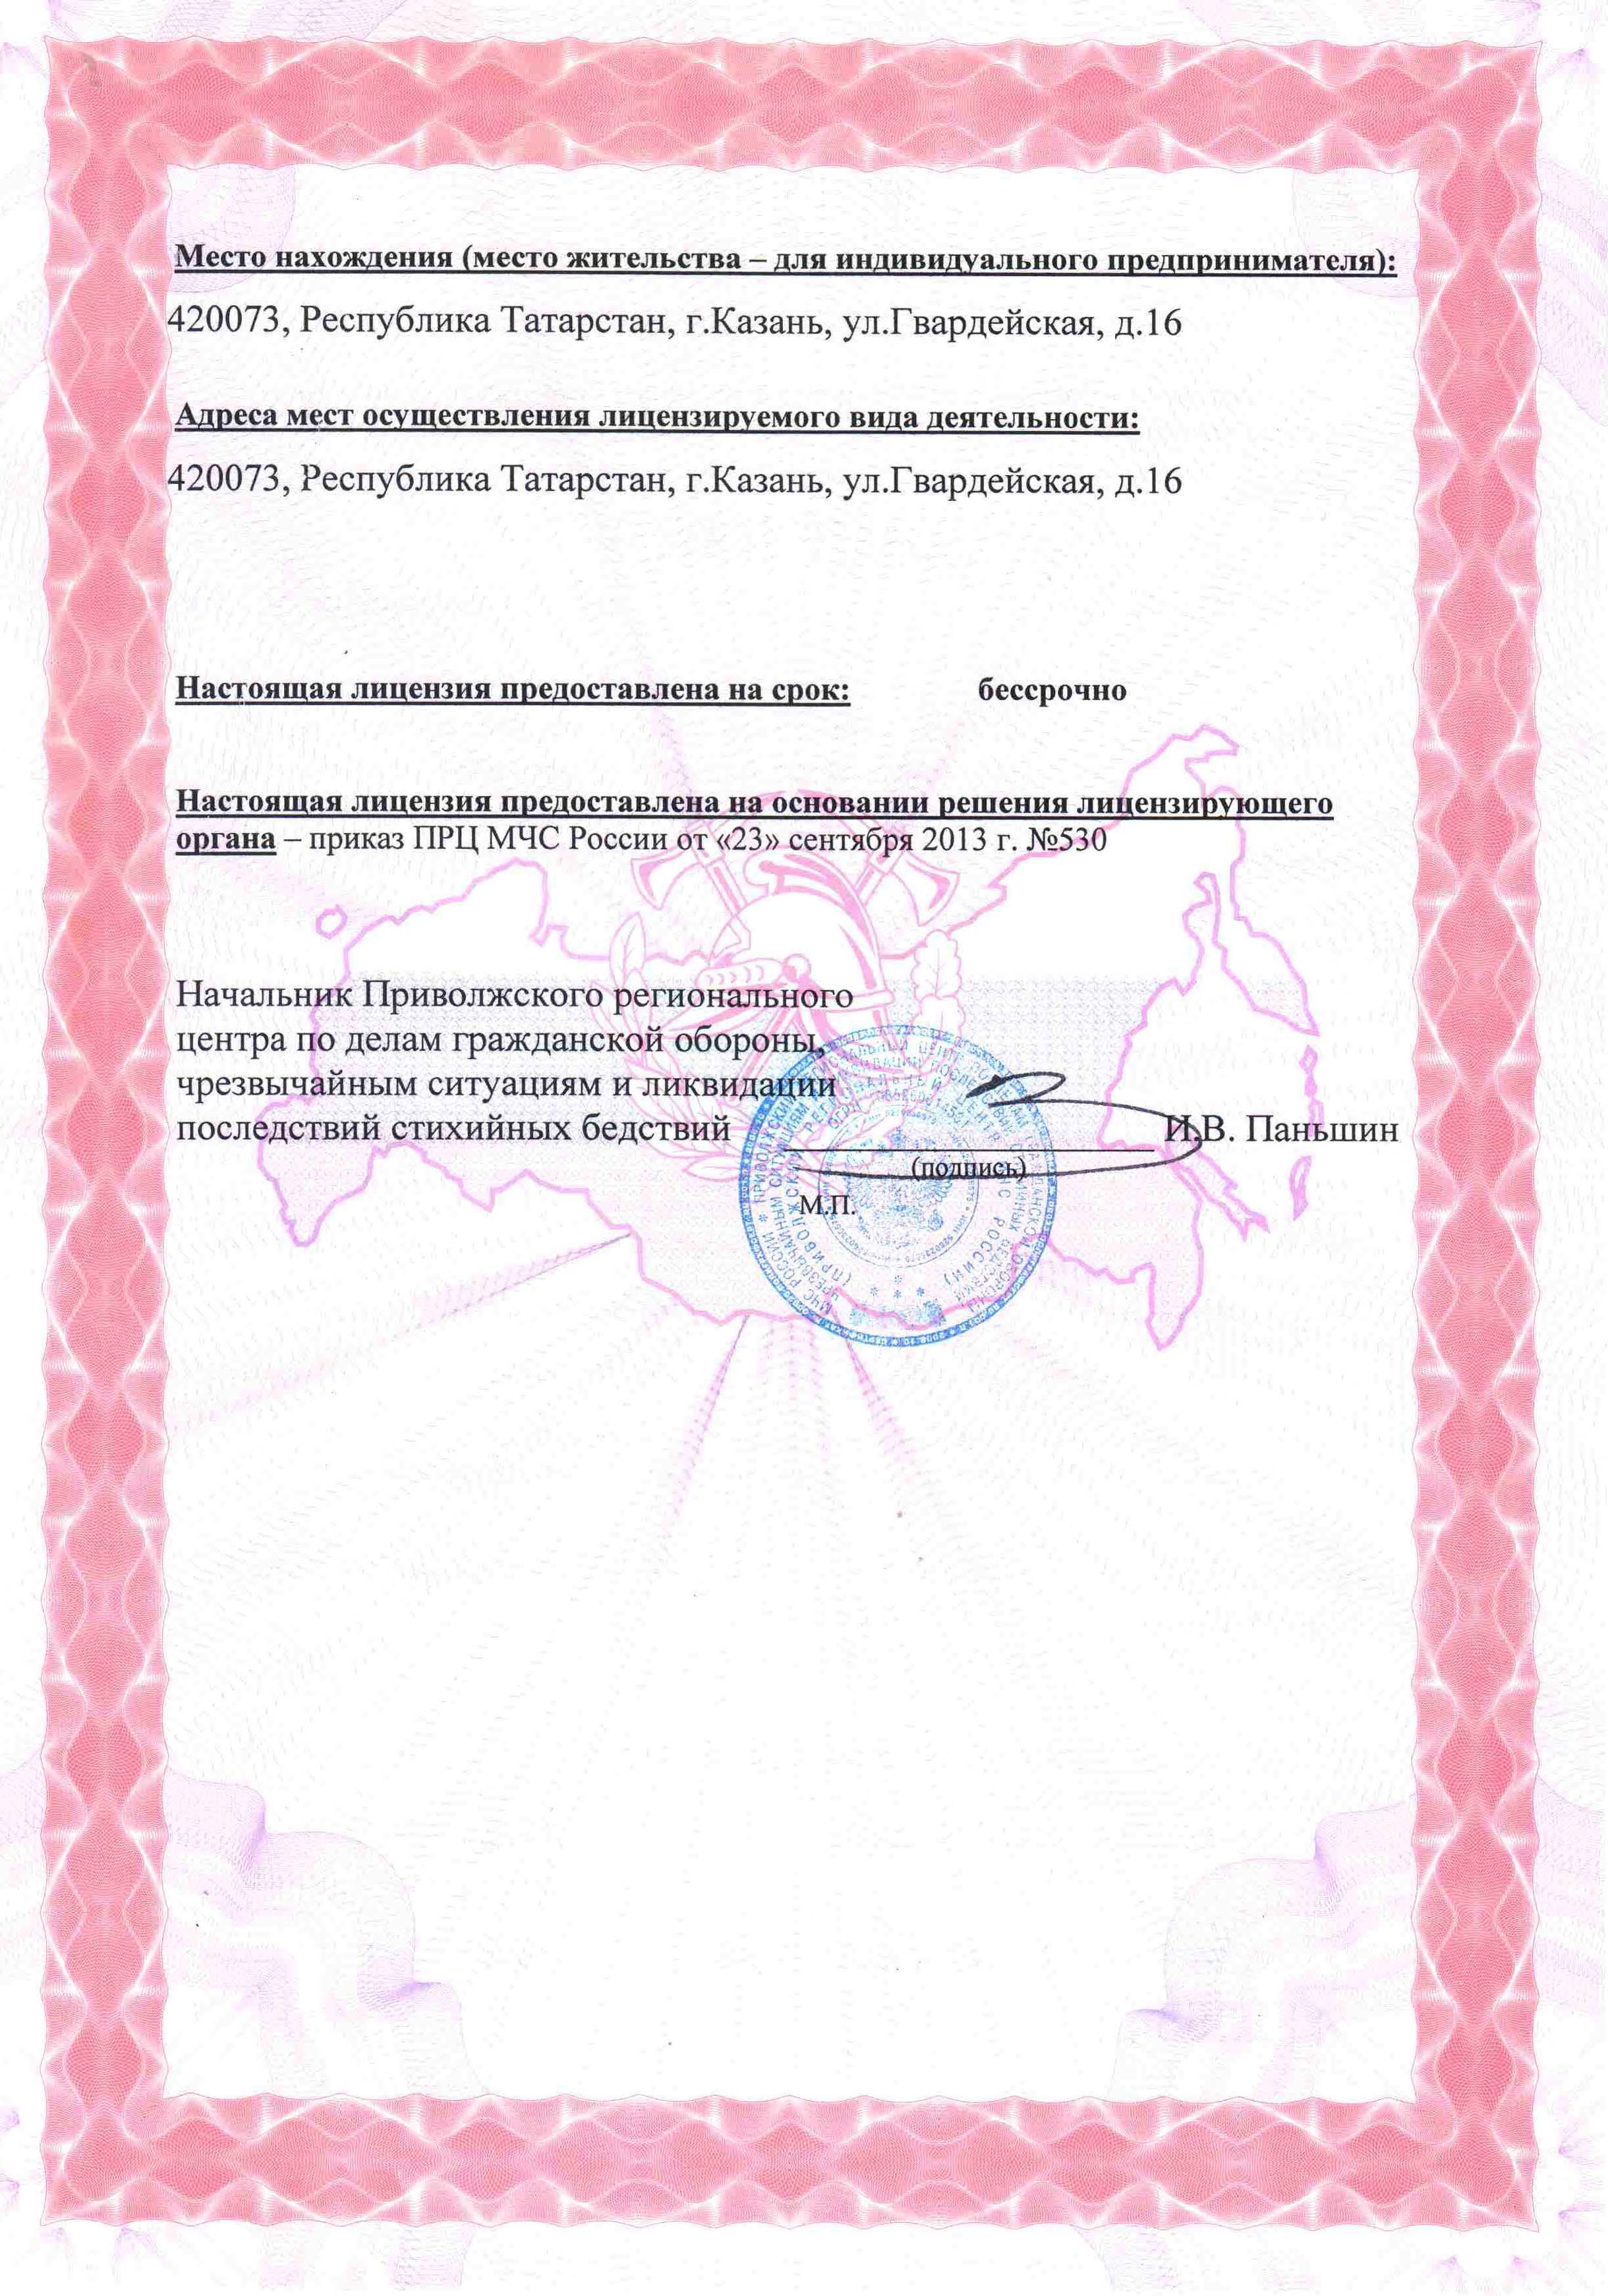 Место нахождения (место жительства – для индивидуального предпринимателя):
420073, Республика Татарстан, г.Казань, ул.Гвардейская, д.16
Адреса мест осуществления лицензируемого вида деятельности:
420073, Республика Татарстан, г.Казань, ул.Гвардейская, д.16
Настоящая лицензия предоставлена на срок: бессрочно
Настоящая лицензия предоставлена на основании решения лицензирующего
органа – приказ ПРЦ МЧС России от «23» сентября 2013 г. №530
Начальник Приволжского регионального
центра по делам гражданской обороны,
чрезвычайным ситуациям и ликвидации
последствий стихийных бедствий И.В. Паньшин
(подпись)
М.П.